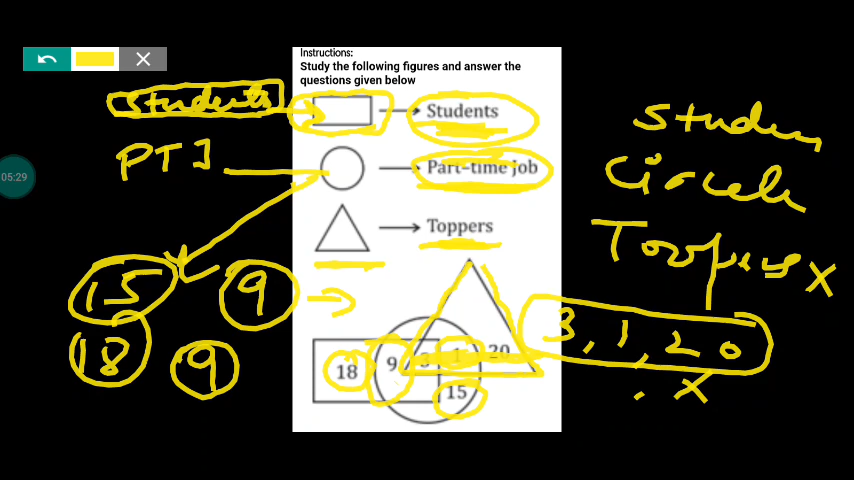 Instructions:
Study the following figures and answer the
questions given below
Students
Students
Studen
Part-time job
PTJ
Circle
Toppers
Toppers X
05:29
15
9
18
9
3, 1, 20
X
18
9
3
1
20
15